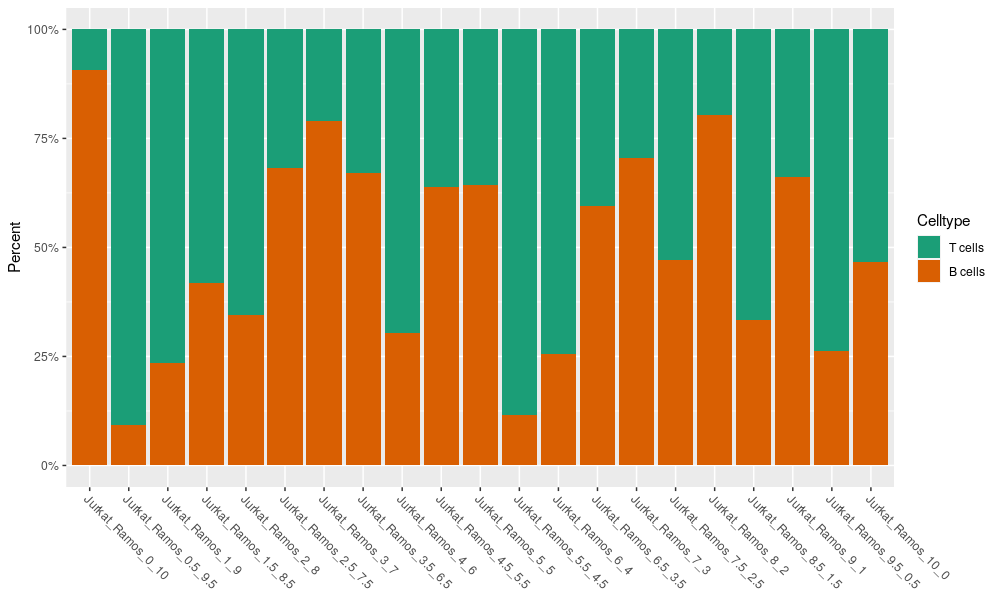 100%
75%
50%
25%
0%
Percent
Jurkat_Ramos_0_10
Jurkat_Ramos_0.5_9.5
Jurkat_Ramos_1_9
Jurkat_Ramos_1.5_8.5
Jurkat_Ramos_2_8
Jurkat_Ramos_2.5_7.5
Jurkat_Ramos_3_7
Jurkat_Ramos_3.5_6.5
Jurkat_Ramos_4_6
Jurkat_Ramos_4.5_5.5
Jurkat_Ramos_5_5
Jurkat_Ramos_5.5_4.5
Jurkat_Ramos_6_4
Jurkat_Ramos_6.5_3.5
Jurkat_Ramos_7_3
Jurkat_Ramos_7.5_2.5
Jurkat_Ramos_8_2
Jurkat_Ramos_8.5_1.5
Jurkat_Ramos_9_1
Jurkat_Ramos_9.5_0.5
Jurkat_Ramos_10_0
Celltype
T cells
B cells